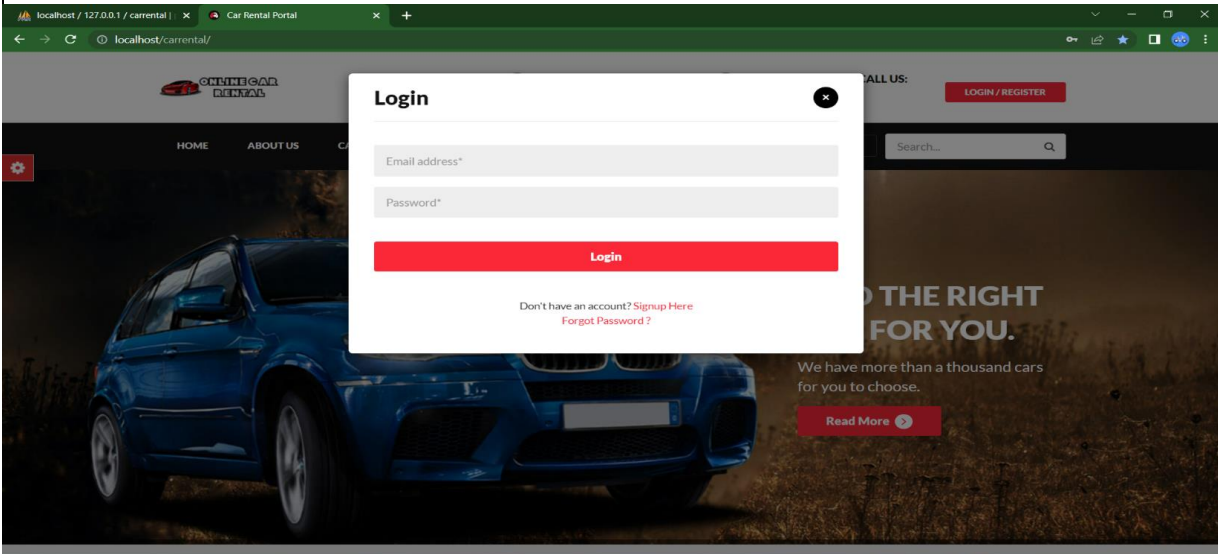 localhost / 127.0.0.1 / carrental | p
Car Rental Portal
localhost/carrental/
ONLINE CAR
RENTAL
CALL US:
LOGIN / REGISTER
Login
HOME ABOUT US
Search...
Email address*
Password*
Login
Don't have an account? Signup Here
Forgot Password ?
THE RIGHT
FOR YOU.
We have more than a thousand cars
for you to choose.
Read More